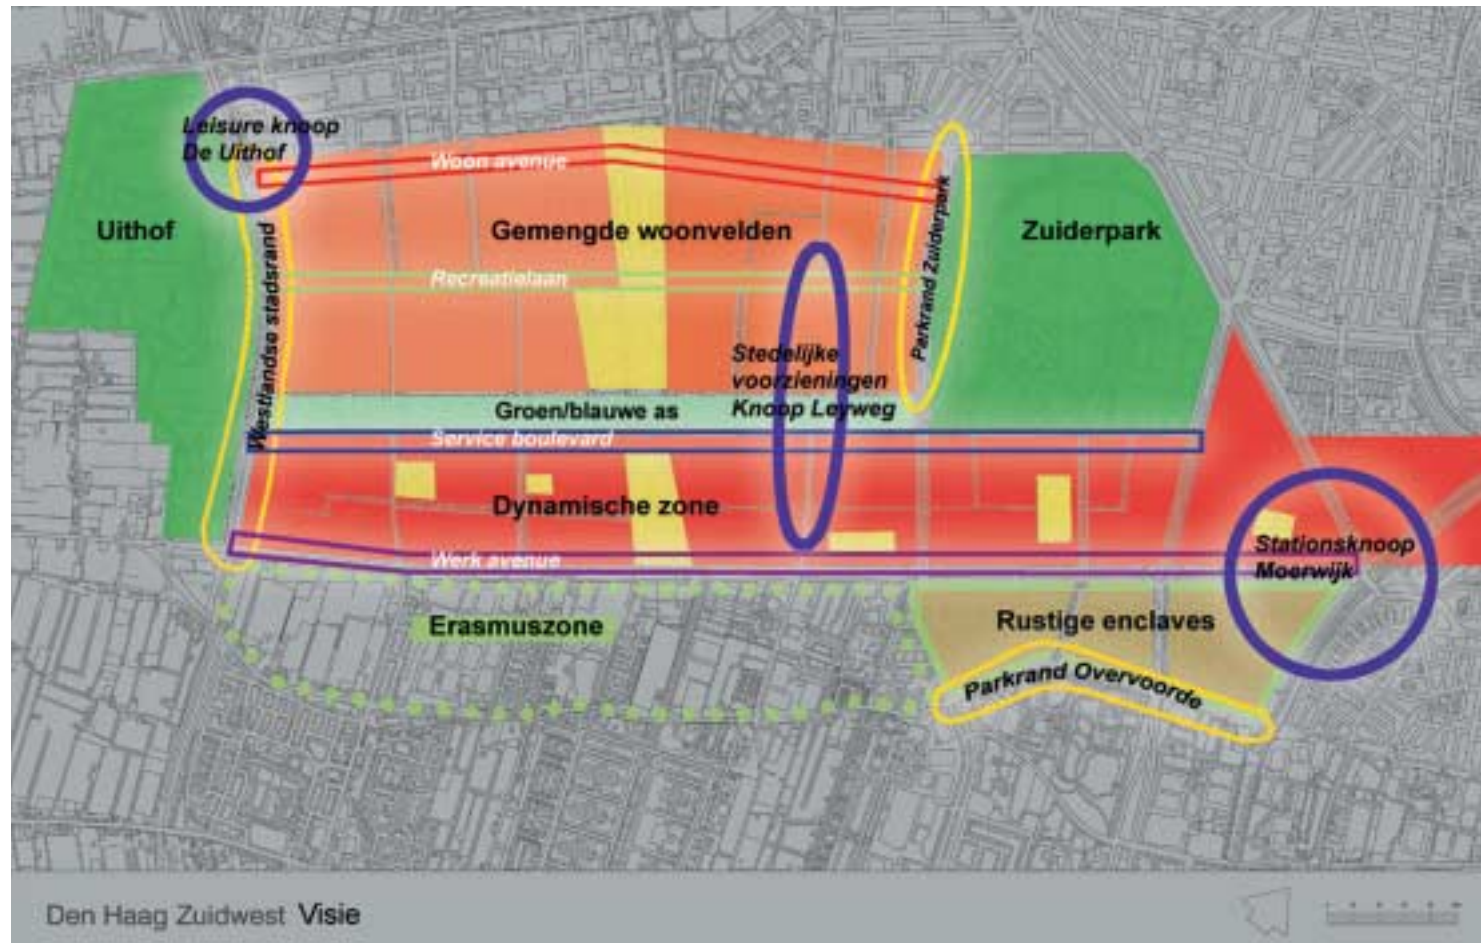 Leisure knoop
De Uithof
Woon avenue
Uithof
Gemengde woonvelden
Zuiderpark
Recreatielaan
Westlandse stadsrand
Parkrand Zuiderpark
Stedelijke
voorzieningen
Knoop Leyweg
Groen/blauwe as
Service boulevard
Dynamische zone
Werk avenue
Stationsknoop
Moerwijk
Erasmuszone
Rustige enclaves
Parkrand Overvoorde
Den Haag Zuidwest Visie